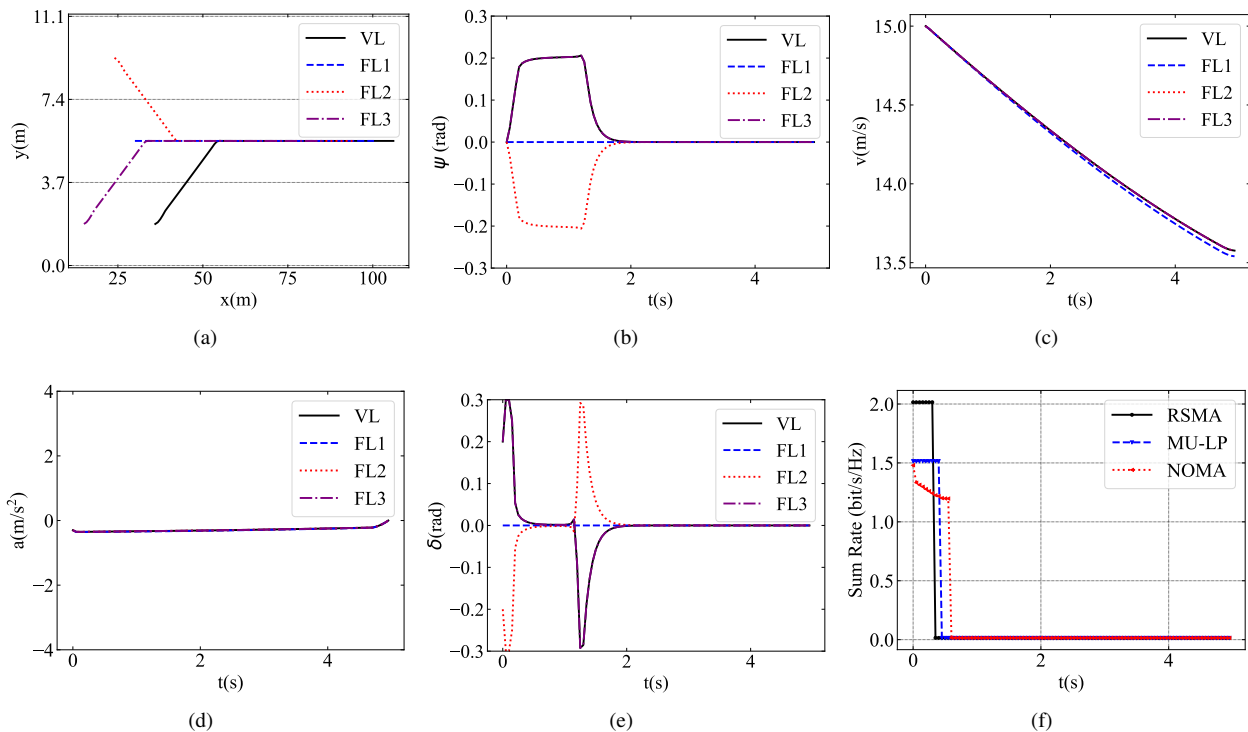 11.1
7.4
3.7
0.0
y(m)
25
50
75
100
x(m)
VL
FL1
FL2
FL3
(a)
0.3
0.2
0.1
0.0
−0.1
−0.2
−0.3
ψ (rad)
0
2
4
t(s)
VL
FL1
FL2
FL3
(b)
15.0
14.5
14.0
13.5
v(m/s)
0
2
4
t(s)
VL
FL1
FL2
FL3
(c)
4
2
0
−2
−4
a(m/s²)
0
2
4
t(s)
VL
FL1
FL2
FL3
(d)
0.3
0.2
0.1
0.0
−0.1
−0.2
−0.3
δ(rad)
0
2
4
t(s)
VL
FL1
FL2
FL3
(e)
2.0
1.5
1.0
0.5
0.0
Sum Rate (bit/s/Hz)
0
2
4
t(s)
RSMA
MU-LP
NOMA
(f)